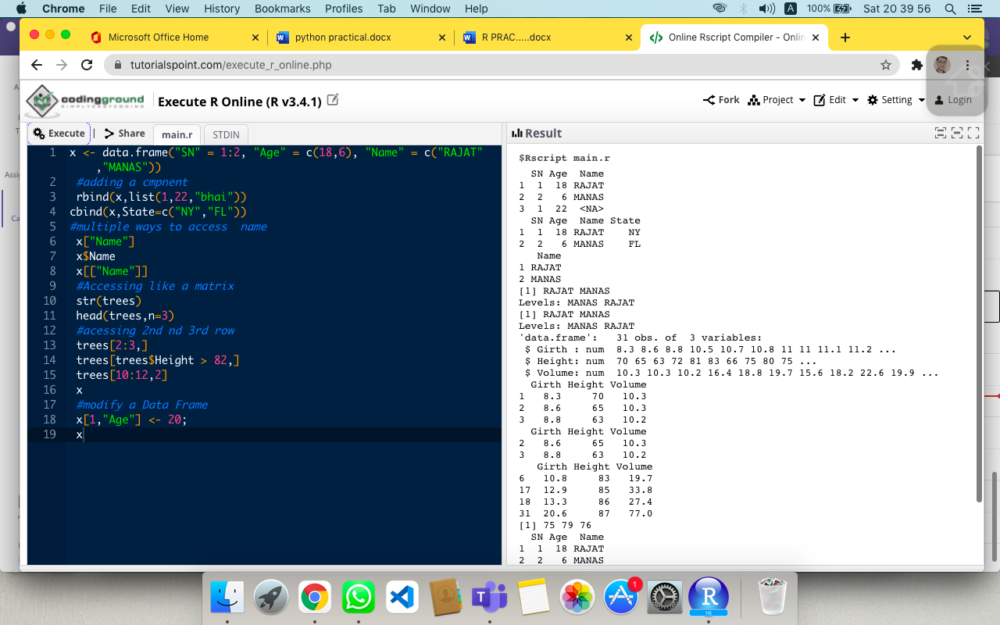 Chrome File Edit View History Bookmarks Profiles Tab Window Help A 100% Sat 20 39 56
Microsoft Office Home python practical.docx R PRAC.....docx Online Rscript Compiler - Onlin
tutorialspoint.com/execute_r_online.php
codingground
SIMPLYEASYCODING
Execute R Online (R v3.4.1)
Fork Project Edit Setting Login
Execute | Share main.r STDIN
1 x <- data.frame("SN" = 1:2, "Age" = c(18,6), "Name" = c("RAJAT"
,"MANAS"))
2 #adding a cmpnent
3 rbind(x,list(1,22,"bhai"))
4 cbind(x,State=c("NY","FL"))
5 #multiple ways to access  name
6 x["Name"]
7 x$Name
8 x[["Name"]]
9 #Accessing like a matrix
10 str(trees)
11 head(trees,n=3)
12 #acessing 2nd nd 3rd row
13 trees[2:3,]
14 trees[trees$Height > 82,]
15 trees[10:12,2]
16 x
17 #modify a Data Frame
18 x[1,"Age"] <- 20;
19 x
Result
$Rscript main.r
  SN Age  Name
1  1  18 RAJAT
2  2   6 MANAS
3  1  22  <NA>
  SN Age  Name State
1  1  18 RAJAT    NY
2  2   6 MANAS    FL
   Name
1 RAJAT
2 MANAS
[1] RAJAT MANAS
Levels: MANAS RAJAT
[1] RAJAT MANAS
Levels: MANAS RAJAT
'data.frame':   31 obs. of  3 variables:
 $ Girth : num  8.3 8.6 8.8 10.5 10.7 10.8 11 11 11.1 11.2 ...
 $ Height: num  70 65 63 72 81 83 66 75 80 75 ...
 $ Volume: num  10.3 10.3 10.2 16.4 18.8 19.7 15.6 18.2 22.6 19.9 ...
  Girth Height Volume
1   8.3     70   10.3
2   8.6     65   10.3
3   8.8     63   10.2
  Girth Height Volume
2   8.6     65   10.3
3   8.8     63   10.2
   Girth Height Volume
6   10.8     83   19.7
17  12.9     85   33.8
18  13.3     86   27.4
31  20.6     87   77.0
[1] 75 79 76
  SN Age  Name
1  1  18 RAJAT
2  2   6 MANAS
Assig
Ca
T
1
R
raj